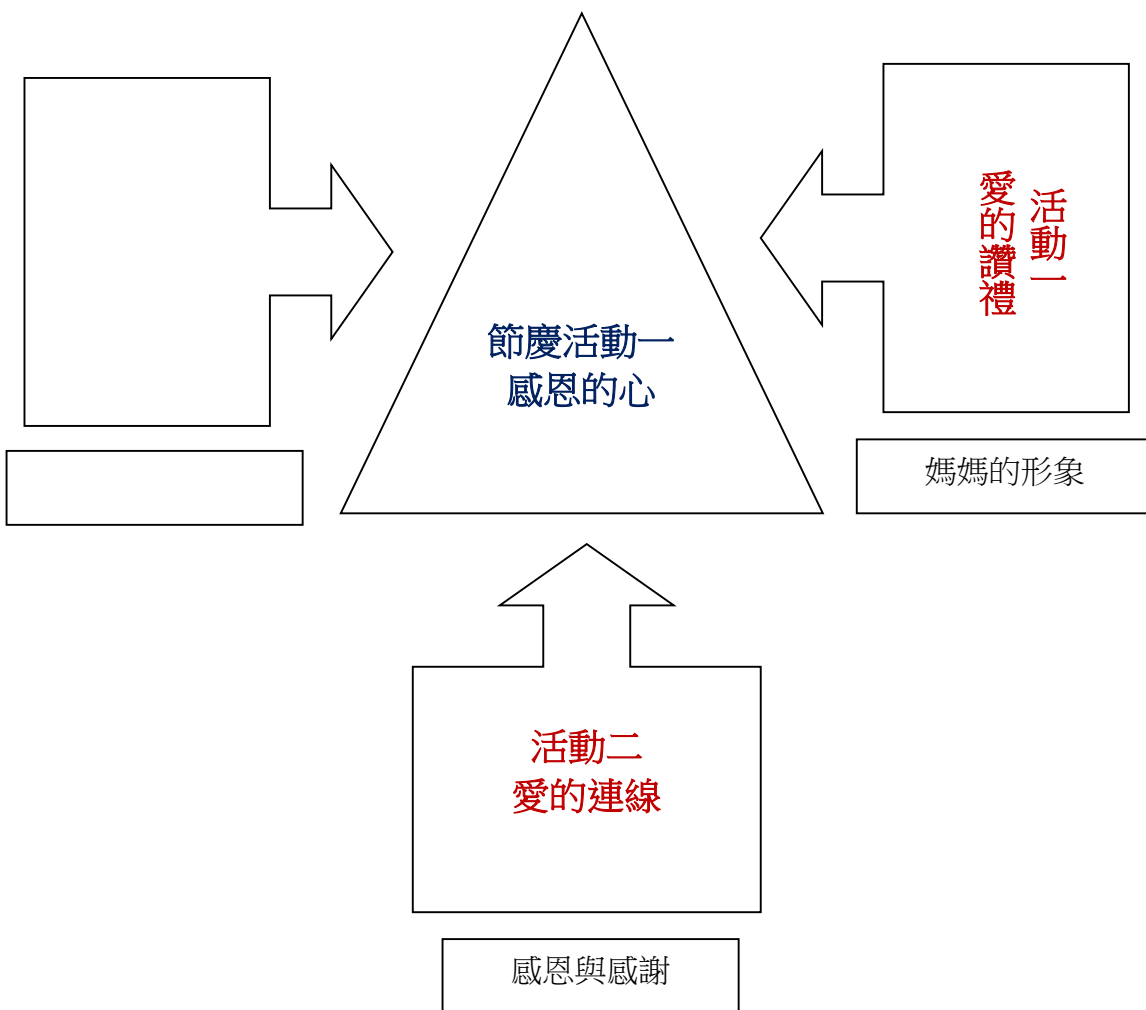 活動一
愛的讚禮
節慶活動一
感恩的心
媽媽的形象
活動二
愛的連線
感恩與感謝